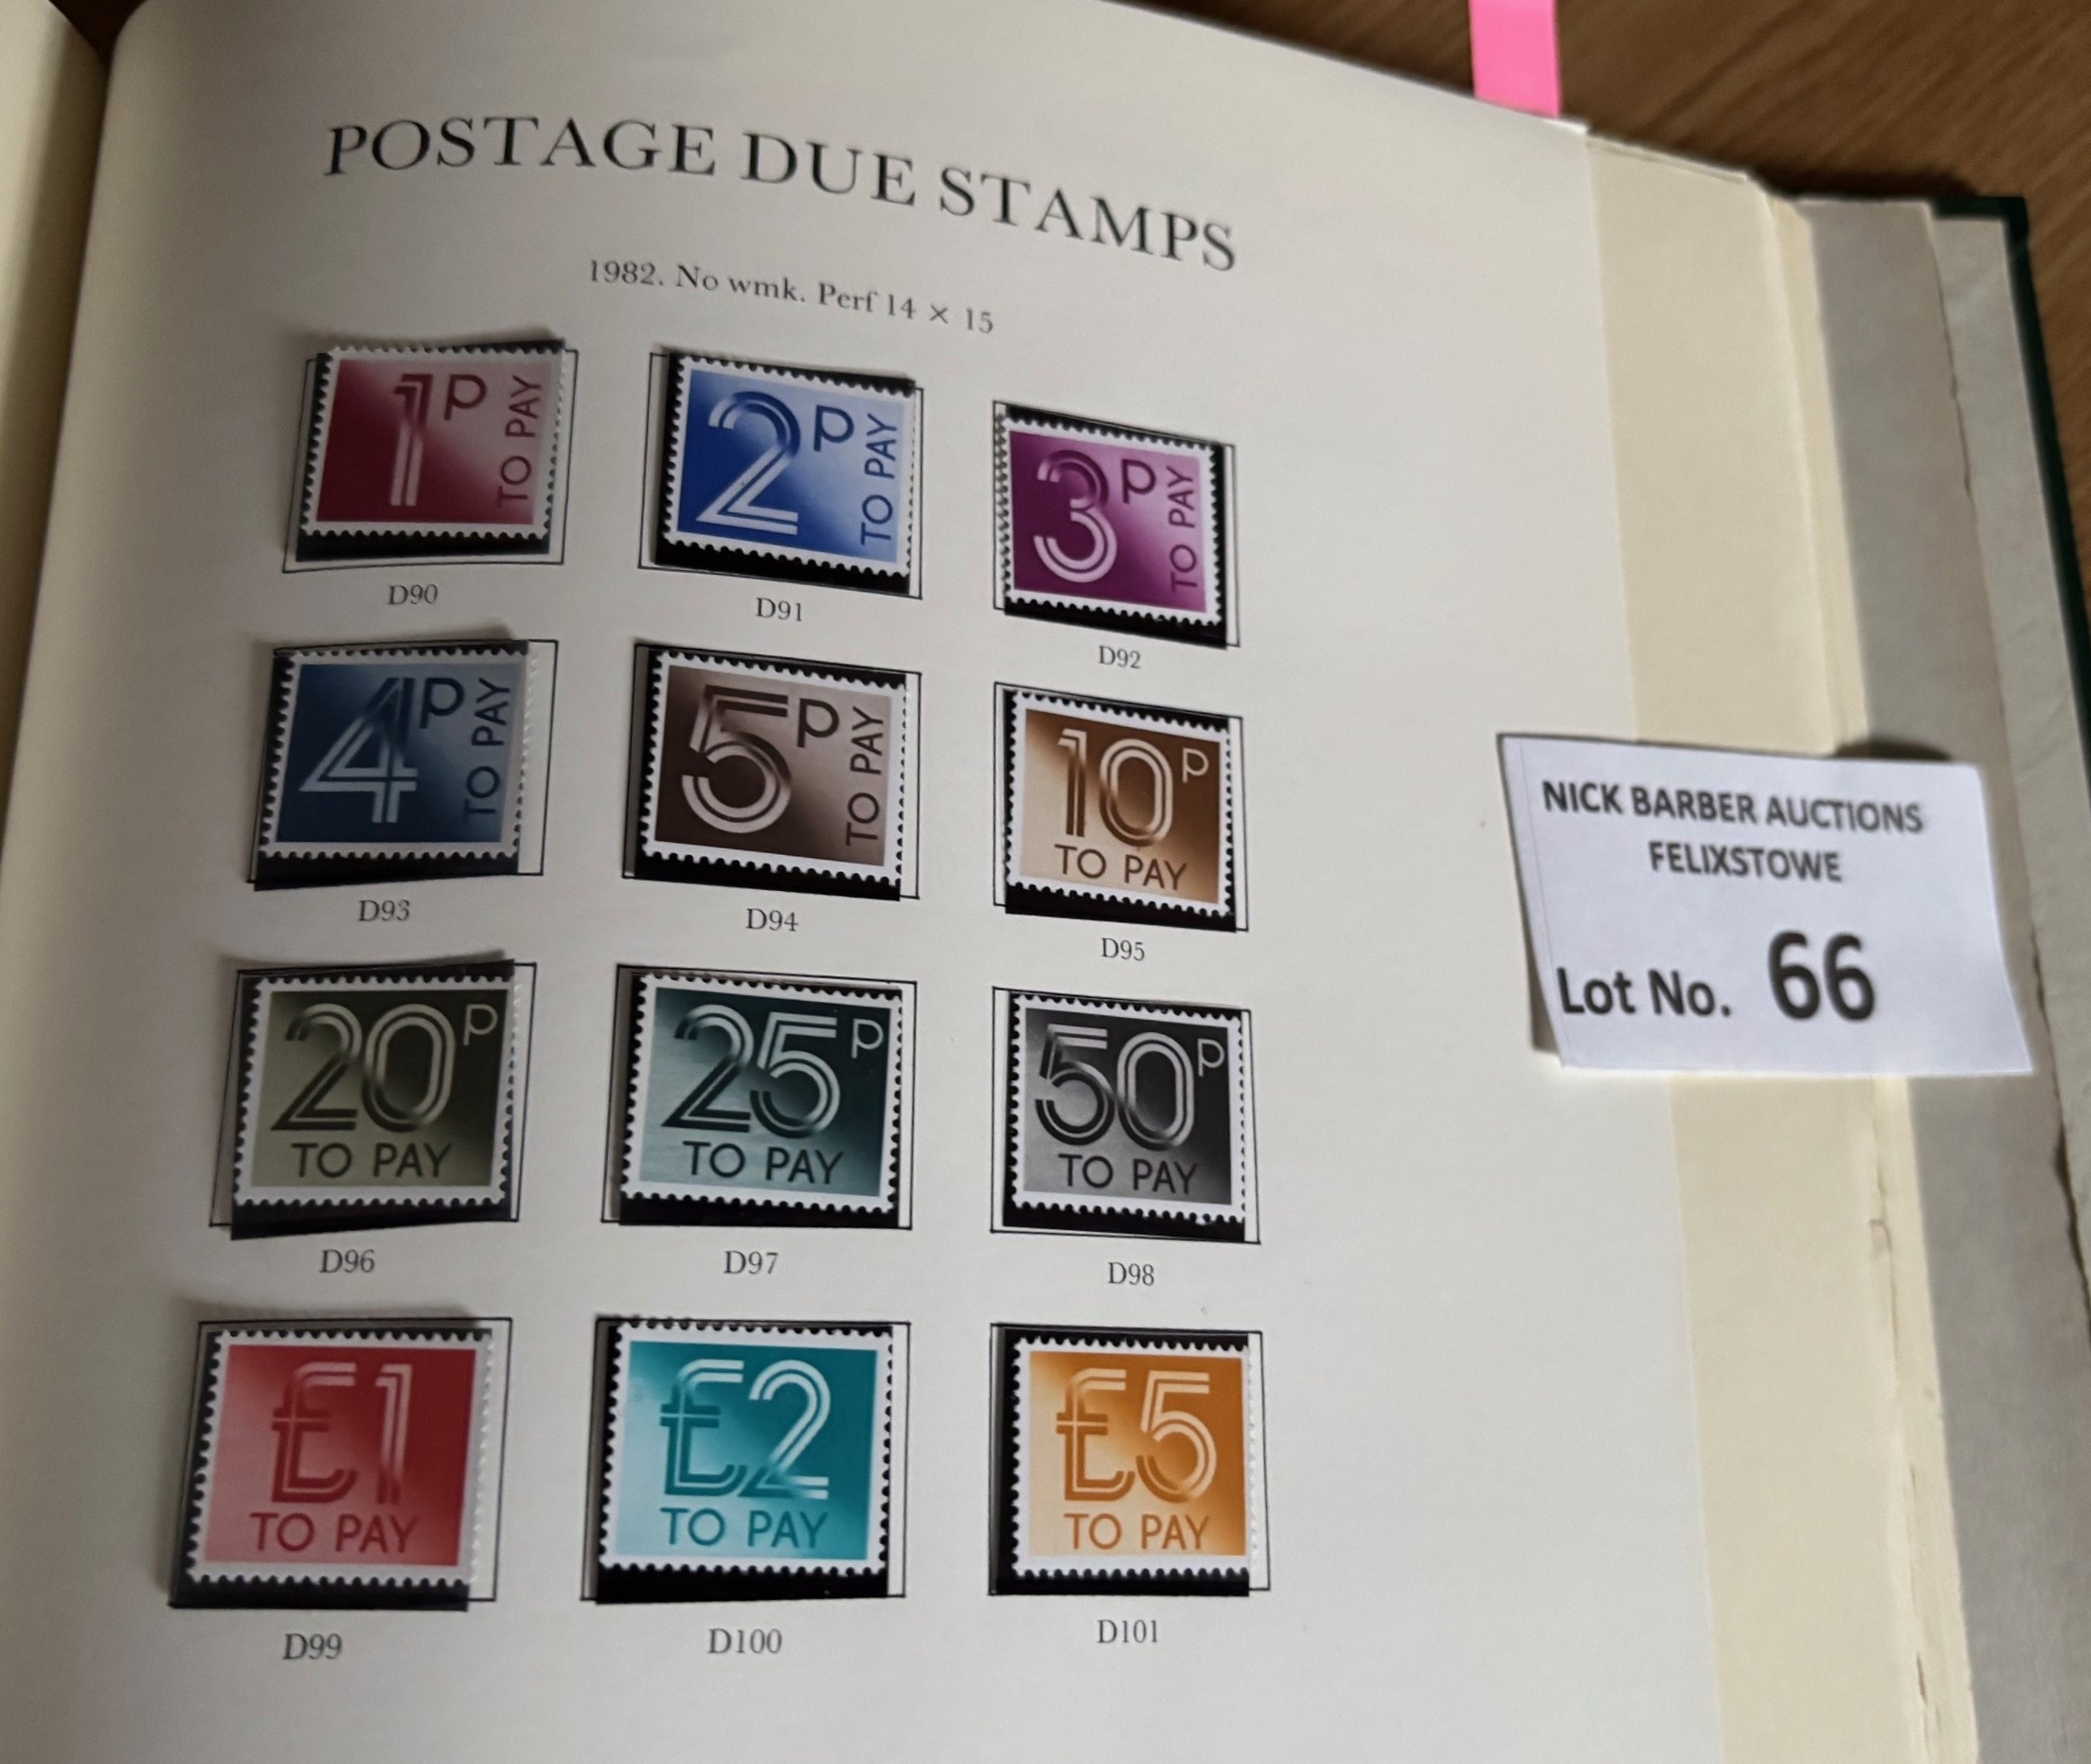 POSTAGE DUE STAMPS
1982. No wmk. Perf 14 × 15
1P TO PAY
2P TO PAY
3P TO PAY
D90
D91
D92
4P TO PAY
5P TO PAY
10P
TO PAY
D93
D94
D95
20P
TO PAY
25P
TO PAY
50P
TO PAY
D96
D97
D98
£1
TO PAY
£2
TO PAY
£5
TO PAY
D99
D100
D101
NICK BARBER AUCTIONS
FELIXSTOWE
Lot No. 66